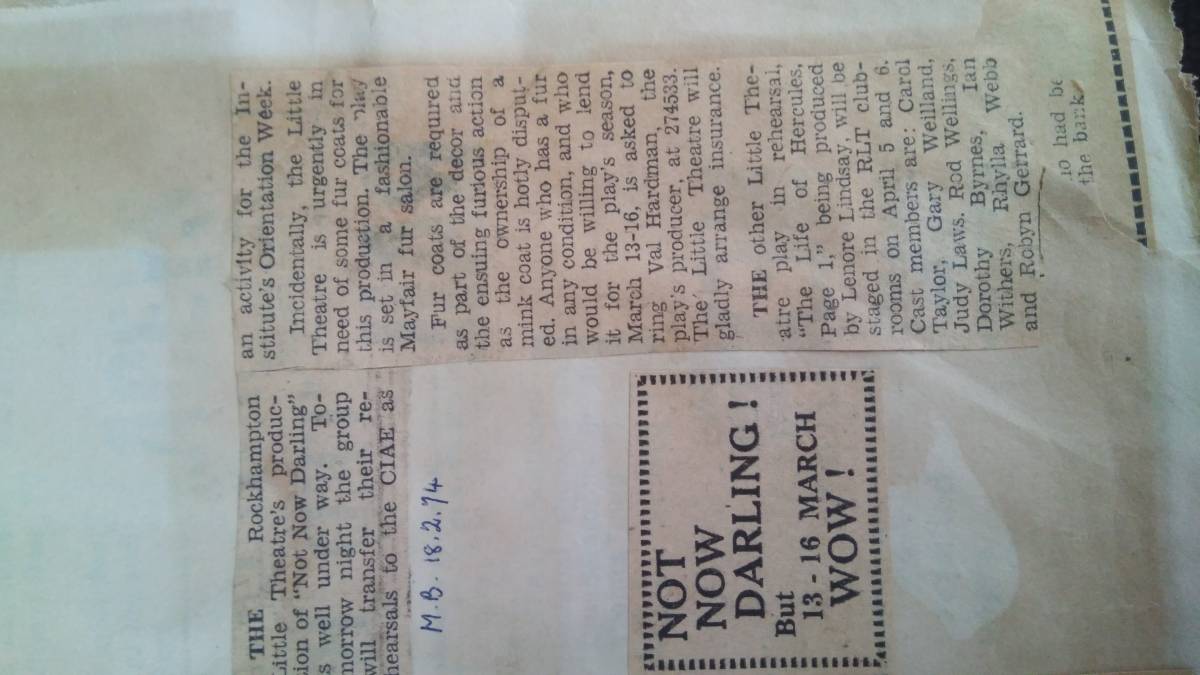 THE Rockhampton
Little Theatre's produc-
tion of "Not Now Darling"
is well under way. To-
morrow night the group
will transfer their re-
hearsals to the CIAE as
M.B. 18.2.74
an activity for the In-
stitute's Orientation Week.
Incidentally, the Little
Theatre is urgently in
need of some fur coats for
this production. The play
is set in a fashionable
Mayfair fur salon.
Fur coats are required
as part of the decor and
the ensuing furious action
as the ownership of a
mink coat is hotly disput-
ed. Anyone who has a fur
in any condition, and who
would be willing to lend
it for the play's season,
March 13-16, is asked to
ring Val Hardiman, the
play's producer, at 274533.
The Little Theatre will
gladly arrange insurance.
THE other Little The-
atre play in rehearsal,
"The Life of Hercules,
Page 1," being produced
by Lenore Lindsay, will be
staged in the RLT club-
rooms on April 5 and 6.
Cast members are: Carol
Taylor, Gary Weilland,
Judy Laws, Rod Wellings,
Dorothy Byrnes, Ian
Withers, Rhylla Webb
and Robyn Gerrard.
NOT
NOW
DARLING!
But
13 - 16 MARCH
WOW!
had be
the bark